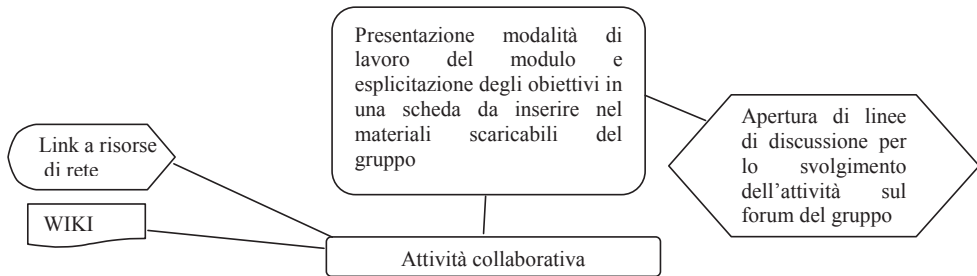 Presentazione modalità di
lavoro del modulo e
esplicitazione degli obiettivi in
una scheda da inserire nel
materiali scaricabili del
gruppo
Apertura di linee
di discussione per
lo svolgimento
dell'attività sul
forum del gruppo
Link a risorse
di rete
WIKI
Attività collaborativa